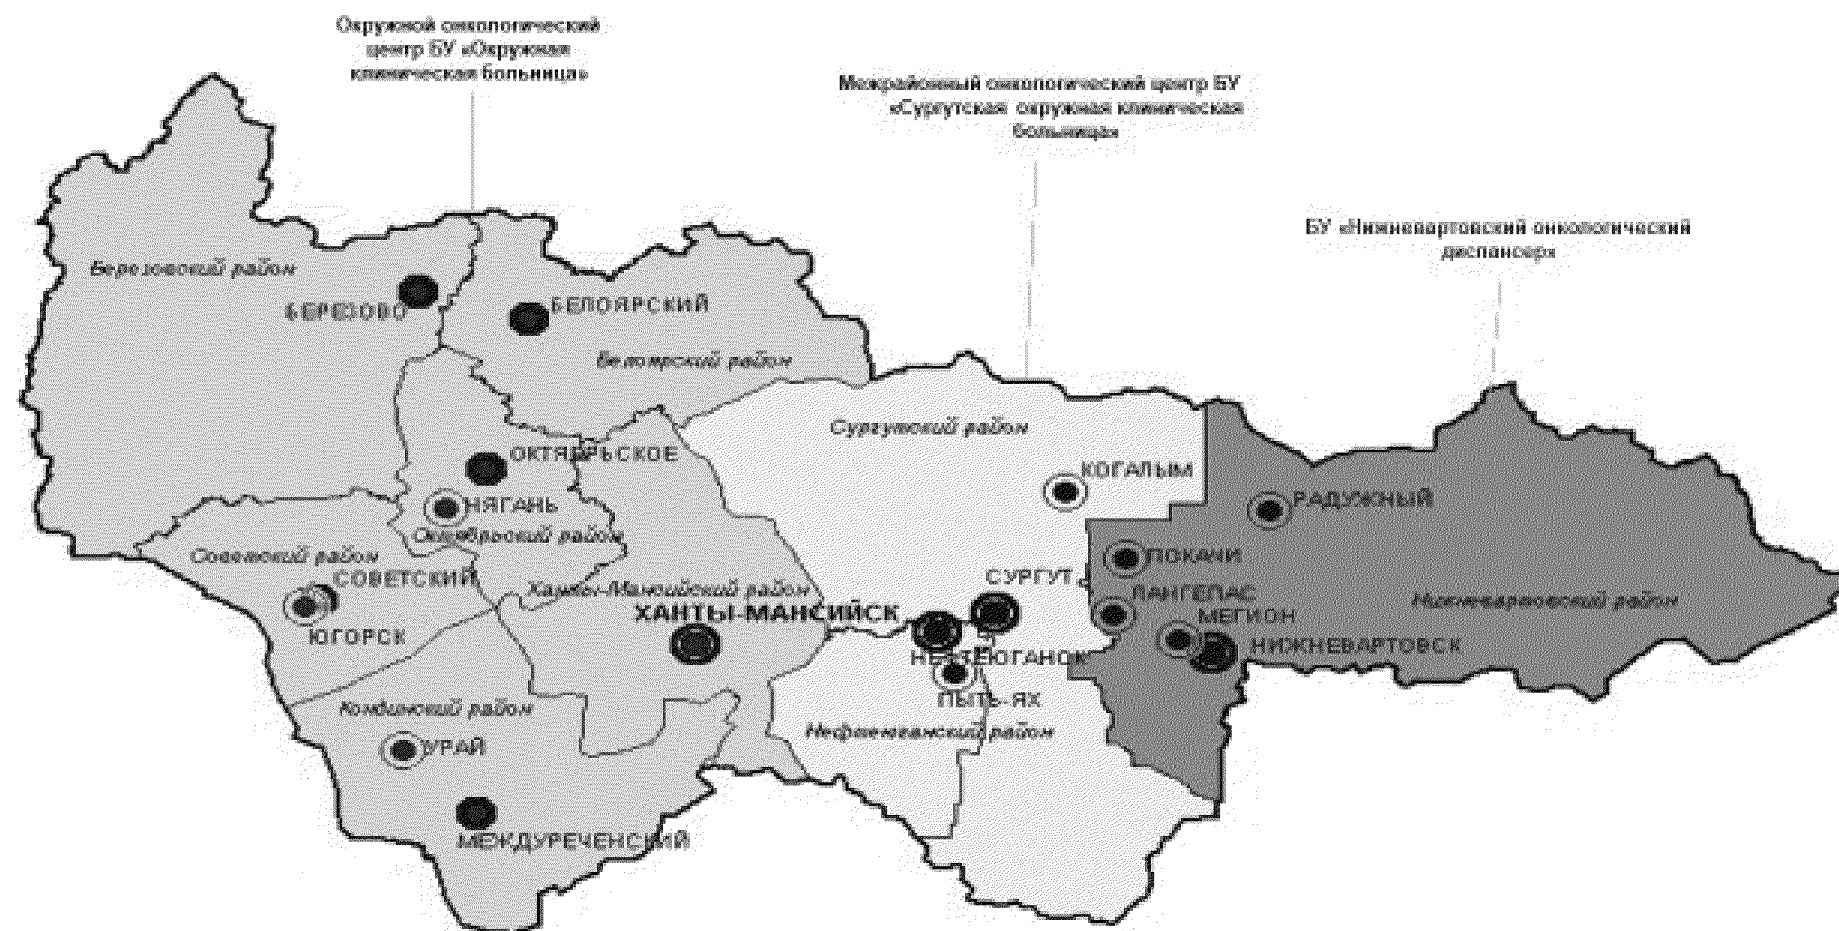 Окружной онкологический
центр БУ «Окружная
клиническая больница»
Межрайонный онкологический центр БУ
«Сургутская окружная клиническая
больница»
БУ «Нижневартовский онкологический
диспансер»
Березовский район
БЕРЕЗОВО
БЕЛОЯРСКИЙ
Белоярский район
Сургутский район
ОКТЯБРЬСКОЕ
КОГАЛЫМ
НЯГАНЬ
РАДУЖНЫЙ
Октябрьский район
Советский район
ПОКАЧИ
СОВЕТСКИЙ
СУРГУТ
Ханты-Мансийский район
ЛАНГЕПАС
Нижневартовский район
ХАНТЫ-МАНСИЙСК
МЕГИОН
ЮГОРСК
НИЖНЕВАРТОВСК
НЕФТЕЮГАНСК
ПЫТЬ-ЯХ
Кондинский район
Нефтеюганский район
УРАЙ
МЕЖДУРЕЧЕНСКИЙ